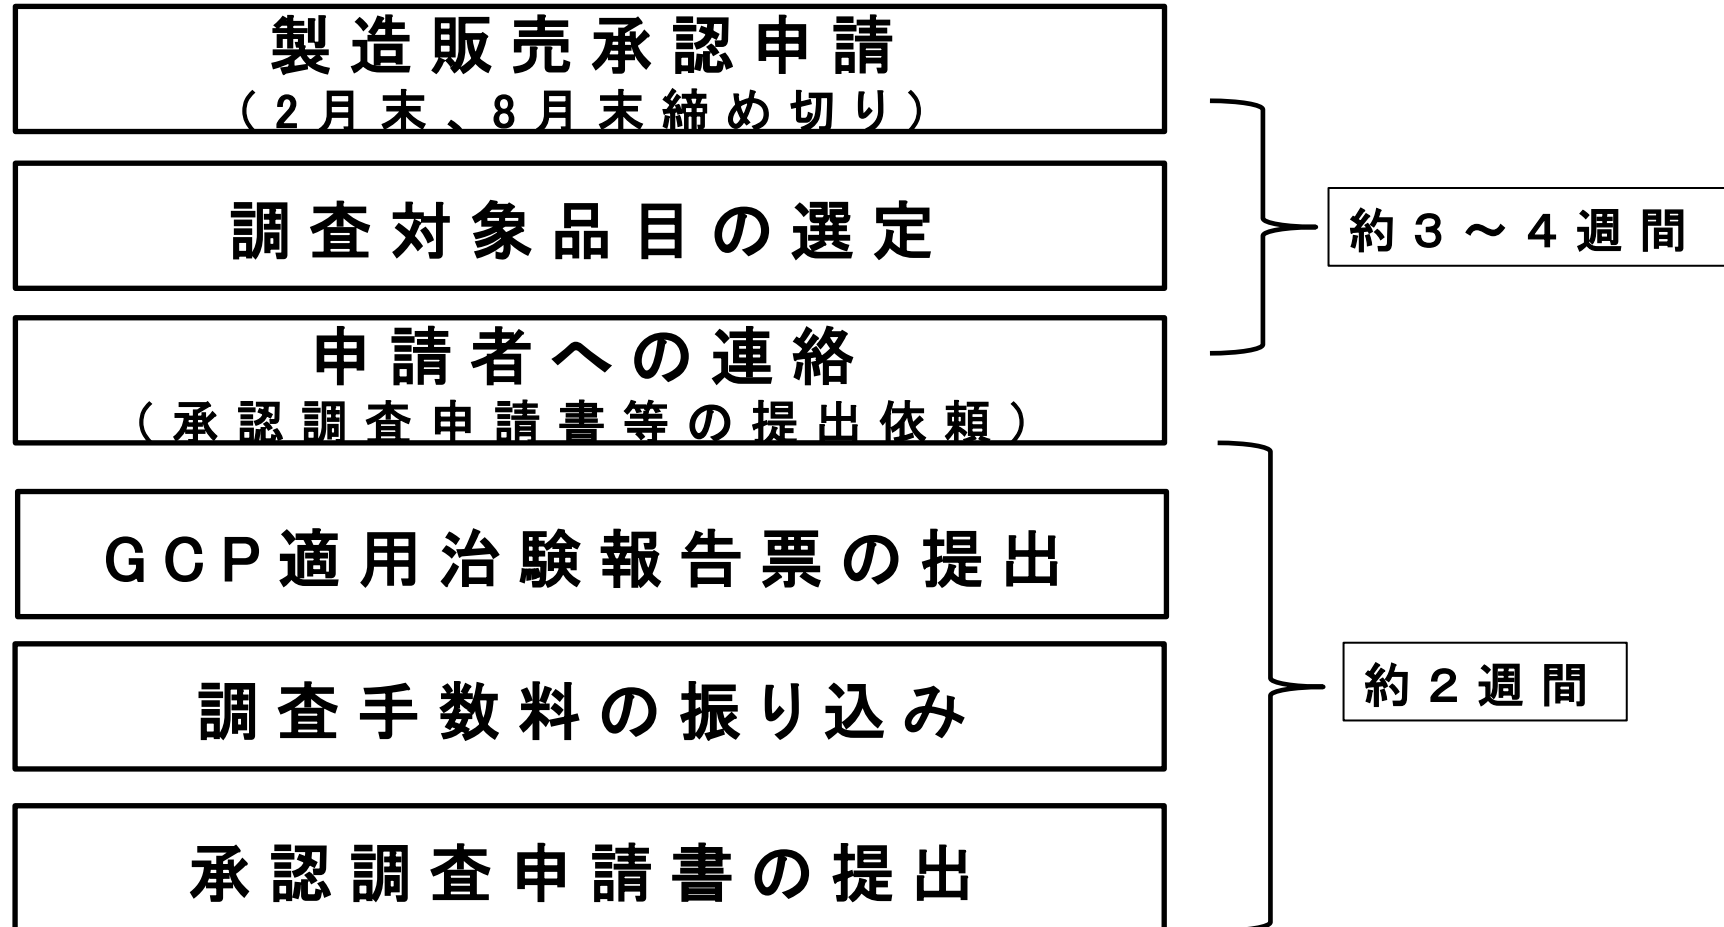 製造販売承認申請
（2月末、8月末締め切り）
調査対象品目の選定
約３～４週間
申請者への連絡
（承認調査申請書等の提出依頼）
GCP適用治験報告票の提出
調査手数料の振り込み
約２週間
承認調査申請書の提出